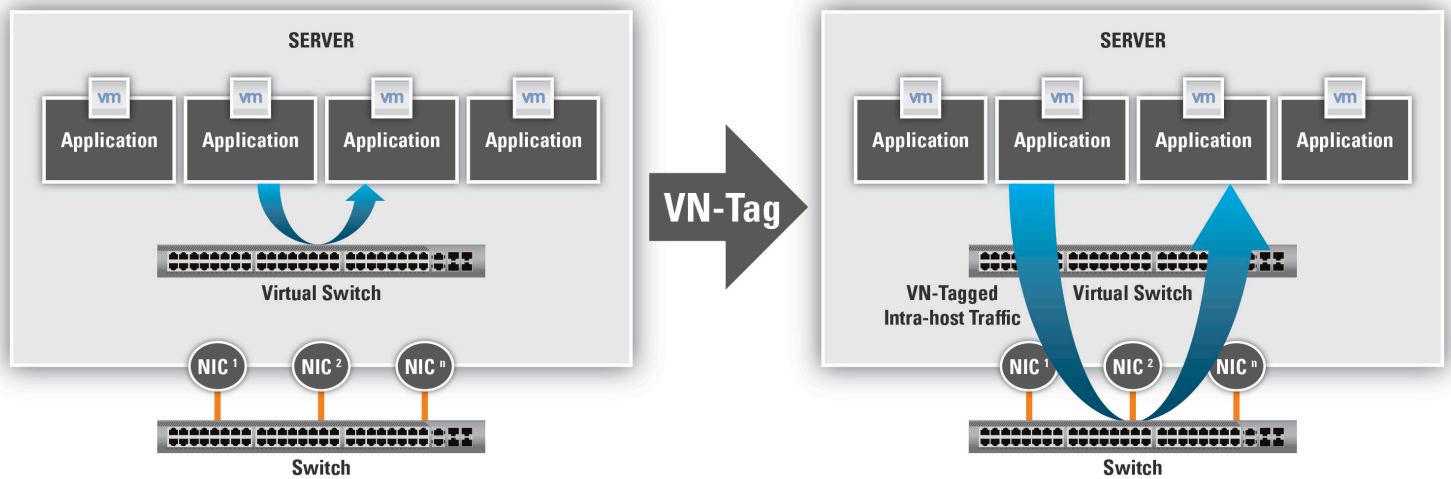 SERVER
vm
vm
vm
vm
Application
Application
Application
Application
Virtual Switch
NIC 1
NIC 2
NIC n
Switch
VN-Tag
SERVER
vm
vm
vm
vm
Application
Application
Application
Application
VN-Tagged
Intra-host Traffic
Virtual Switch
NIC 1
NIC 2
NIC n
Switch